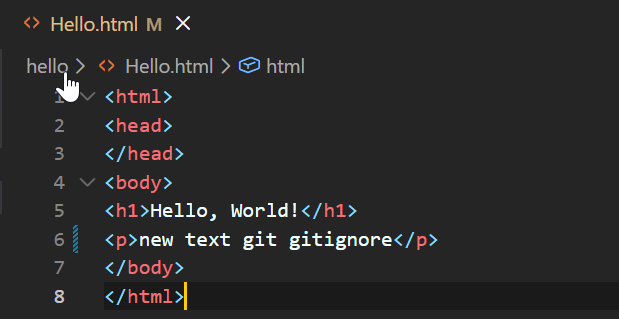 Hello.html M
hello > Hello.html > html
1 <html>
2 <head>
3 </head>
4 <body>
5 <h1>Hello, World!</h1>
6 <p>new text git gitignore</p>
7 </body>
8 </html>